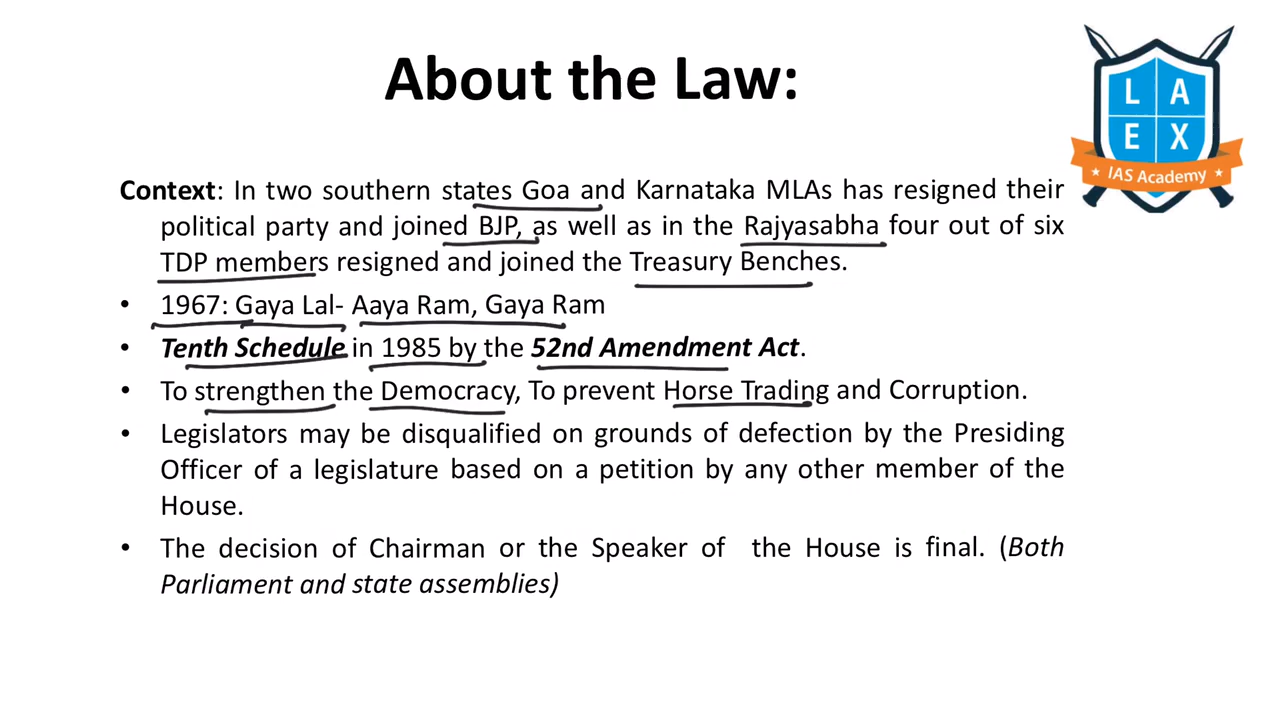 About the Law:
L A
E X
IAS Academy
Context: In two southern states Goa and Karnataka MLAs has resigned their
political party and joined BJP, as well as in the Rajyasabha four out of six
TDP members resigned and joined the Treasury Benches.
• 1967: Gaya Lal- Aaya Ram, Gaya Ram
• Tenth Schedule in 1985 by the 52nd Amendment Act.
• To strengthen the Democracy, To prevent Horse Trading and Corruption.
• Legislators may be disqualified on grounds of defection by the Presiding
Officer of a legislature based on a petition by any other member of the
House.
• The decision of Chairman or the Speaker of the House is final. (Both
Parliament and state assemblies)